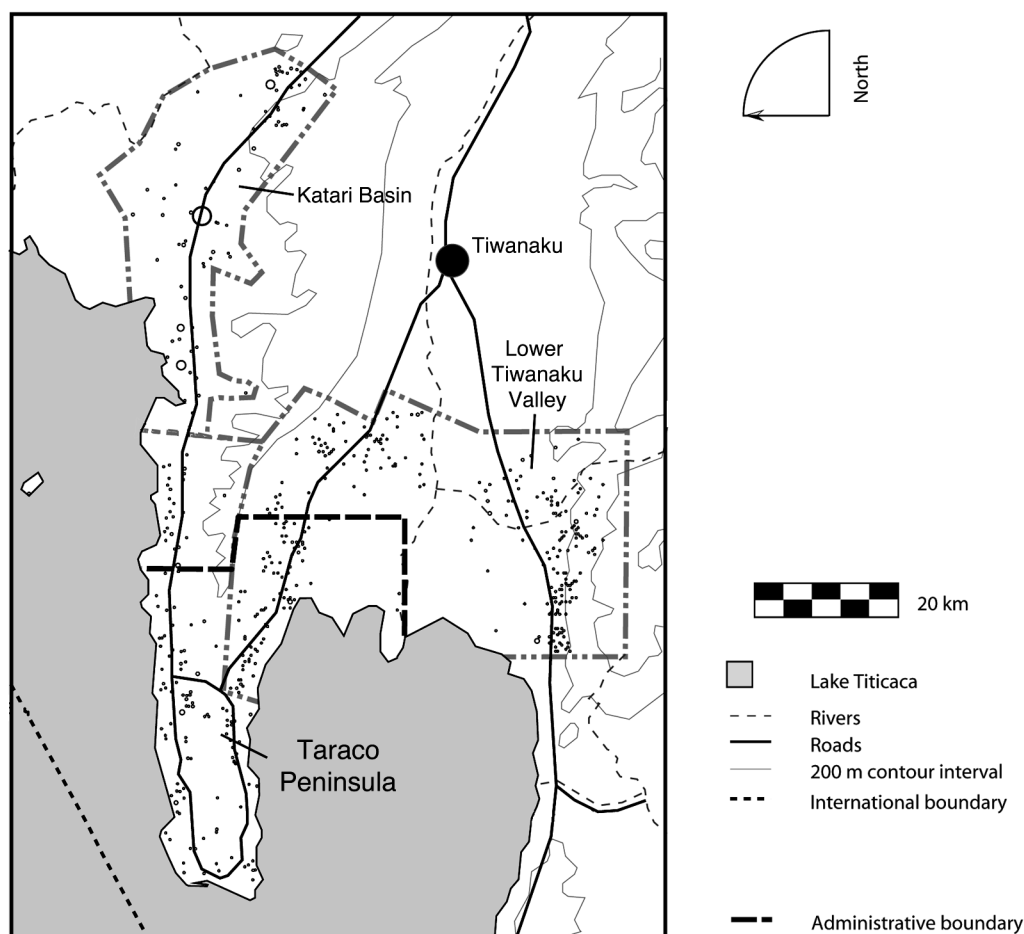 North
Katari Basin
Tiwanaku
Lower
Tiwanaku
Valley
Taraco
Peninsula
20 km
Lake Titicaca
Rivers
Roads
200 m contour interval
International boundary
Administrative boundary